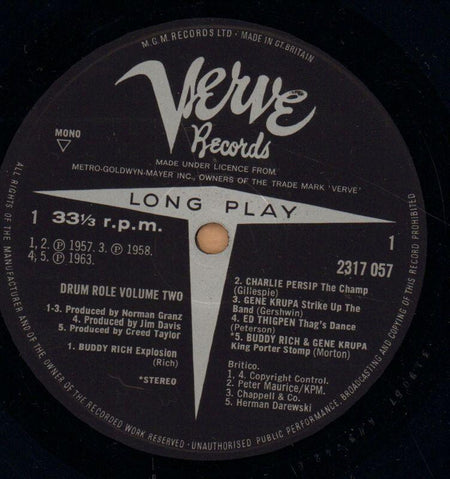 M.G.M. RECORDS LTD · MADE IN GT. BRITAIN
Verve
Records
MONO
MADE UNDER LICENCE FROM
METRO-GOLDWYN-MAYER INC., OWNERS OF THE TRADE MARK 'VERVE'
LONG PLAY
1 33⅓ r.p.m.
1
2317 057
1, 2. Ⓟ 1957. 3. Ⓟ 1958.
4, 5. Ⓟ 1963.
DRUM ROLE VOLUME TWO
1-3. Produced by Norman Granz
4. Produced by Jim Davis
5. Produced by Creed Taylor
1. BUDDY RICH Explosion
(Rich)
*STEREO
2. CHARLIE PERSIP The Champ
(Gillespie)
3. GENE KRUPA Strike Up The
Band (Gershwin)
4. ED THIGPEN That's Dance
(Peterson)
*5. BUDDY RICH & GENE KRUPA
King Porter Stomp (Morton)
Britico.
1, 4. Copyright Control.
2. Peter Maurice/KPM.
3. Chappell & Co.
5. Herman Darewski
ALL RIGHTS OF THE MANUFACTURER AND OF THE OWNER OF THE RECORDED WORK RESERVED · UNAUTHORISED PUBLIC PERFORMANCE, BROADCASTING AND COPYING OF THIS RECORD PROHIBITED